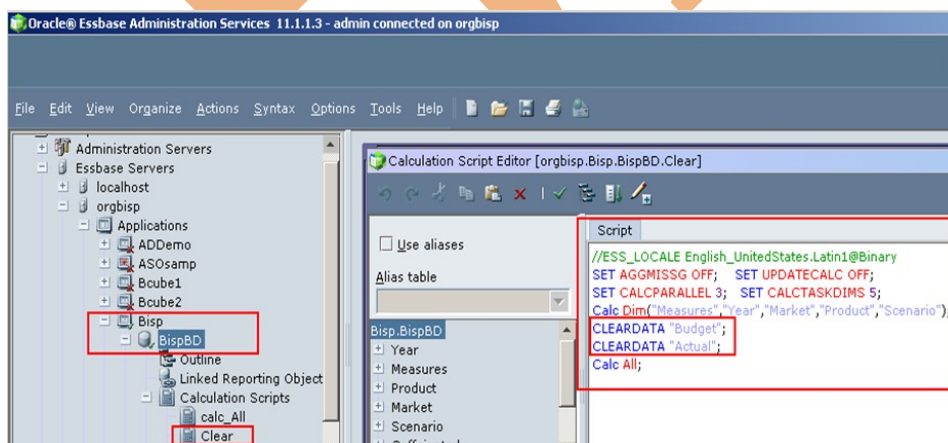 Oracle® Essbase Administration Services 11.1.1.3 - admin connected on orgbisp
File Edit View Organize Actions Syntax Options Tools Help
Administration Servers
Essbase Servers
localhost
orgbisp
Applications
ADDemo
ASOsamp
Bcube1
Bcube2
Bisp
BispBD
Outline
Linked Reporting Object
Calculation Scripts
calc_All
Clear
Calculation Script Editor [orgbisp.Bisp.BispBD.Clear]
Use aliases
Alias table
Bisp.BispBD
Year
Measures
Product
Market
Scenario
Script
//ESS_LOCALE English_UnitedStates.Latin1@Binary
SET AGGMISSG OFF; SET UPDATECALC OFF;
SET CALCPARALLEL 3; SET CALCTASKDIMS 5;
Calc Dim("Measures","Year","Market","Product","Scenario");
CLEARDATA "Budget";
CLEARDATA "Actual";
Calc All;